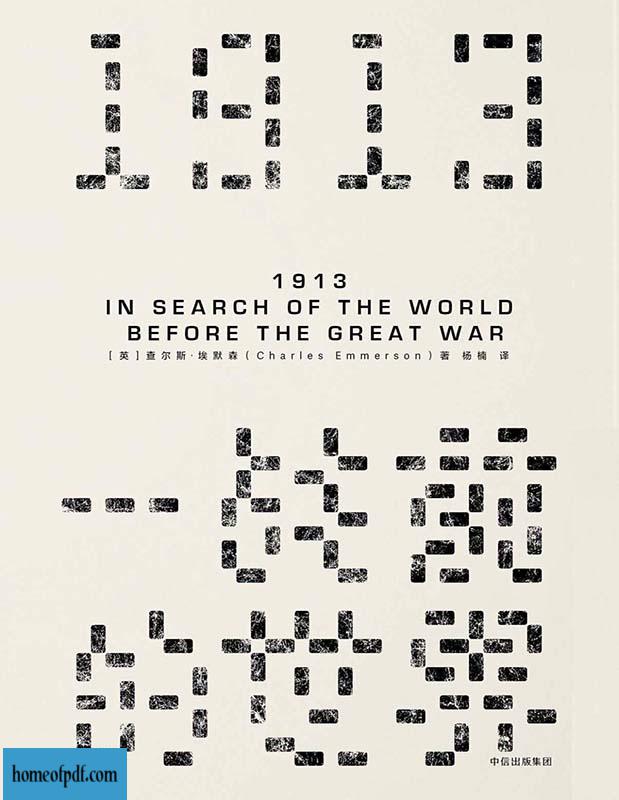 1913
1913
IN SEARCH OF THE WORLD
BEFORE THE GREAT WAR
[英]查尔斯·埃默森(Charles Emmerson)著 杨楠 译
一战前
的世界
中信出版集团
homeofpdf.com